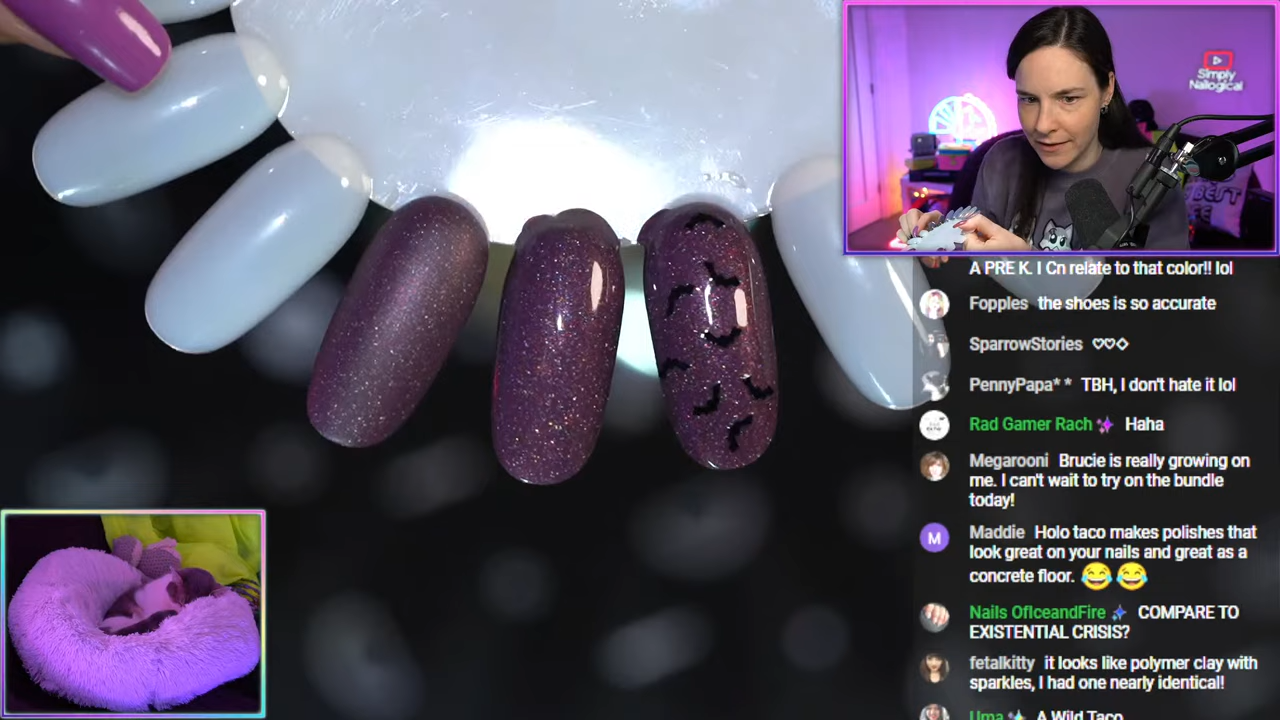 Simply
Nailogical
A PRE K. I Cn relate to that color!! lol
Fopples the shoes is so accurate
SparrowStories ♡♡◇
PennyPapa** TBH, I don't hate it lol
Rad Gamer Rach Haha
Megarooni Brucie is really growing on
me. I can't wait to try on the bundle
today!
M Maddie Holo taco makes polishes that
look great on your nails and great as a
concrete floor. 😂 😂
Nails OfIceandFire COMPARE TO
EXISTENTIAL CRISIS?
fetalkitty it looks like polymer clay with
sparkles, I had one nearly identical!
Uma A Wild Taco